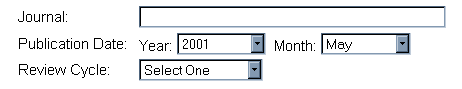 Journal:
Publication Date: Year: 2001 Month: May
Review Cycle: Select One